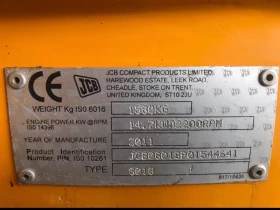 CE
JCB
JCB COMPACT PRODUCTS LIMITED,
HAREWOOD ESTATE, LEEK ROAD,
CHEADLE, STOKE ON TRENT,
UNITED KINGDOM, ST10 2JU
WEIGHT Kg ISO 6016
1560KG
ENGINE POWER KW @ RPM
ISO 14396
14.7KW@2200RPM
YEAR OF MANUFACTURE
2011
Product Identification
Number P/N, ISO 10261
TYPE
8018